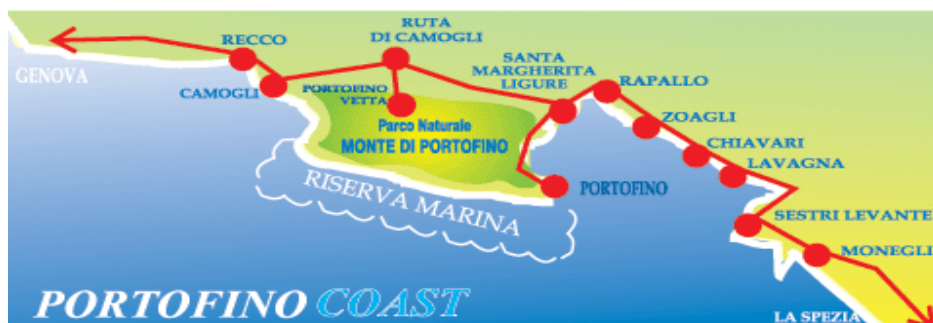 GENOVA
RECCO
CAMOGLI
RUTA
DI CAMOGLI
PORTOFINO
VETTA
Parco Naturale
MONTE DI PORTOFINO
SANTA
MARGHERITA
LIGURE
RAPALLO
ZOAGLI
CHIAVARI
LAVAGNA
PORTOFINO
RISERVA MARINA
SESTRI LEVANTE
MONEGLI
LA SPEZIA
PORTOFINO COAST